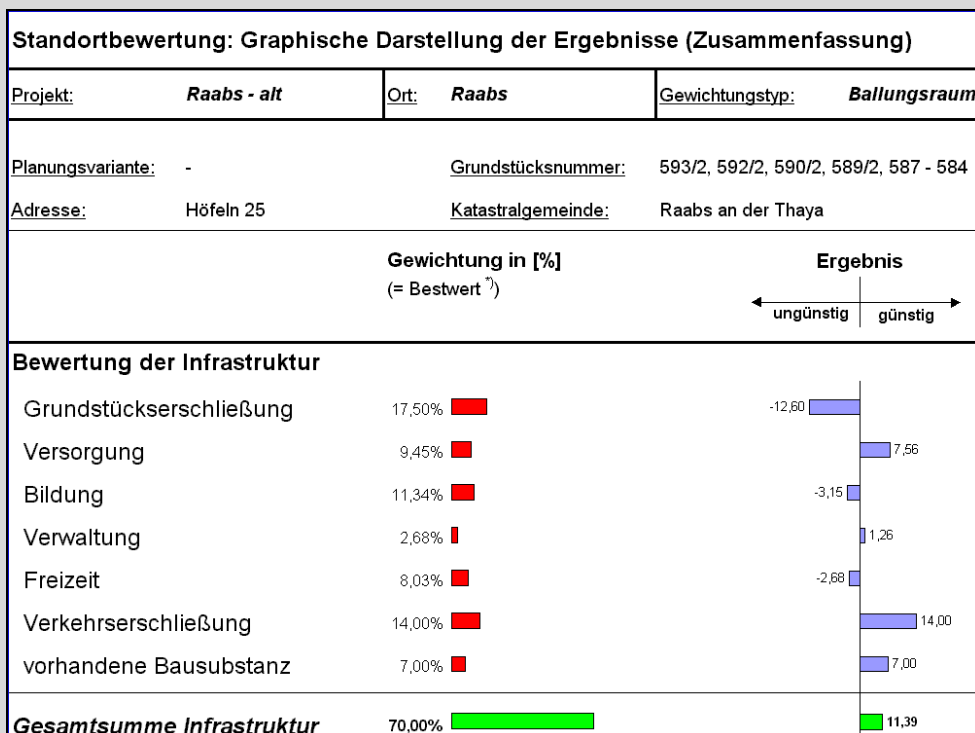 Standortbewertung: Graphische Darstellung der Ergebnisse (Zusammenfassung)
Projekt: Raabs - alt Ort: Raabs Gewichtungstyp: Ballungsraum
Planungsvariante: - Grundstücksnummer: 593/2, 592/2, 590/2, 589/2, 587 - 584
Adresse: Höfeln 25 Katastralgemeinde: Raabs an der Thaya
Gewichtung in [%] Ergebnis
(= Bestwert *))
ungünstig günstig
Bewertung der Infrastruktur
Grundstückserschließung 17,50% -12,60
Versorgung 9,45% 7,56
Bildung 11,34% -3,15
Verwaltung 2,68% 1,26
Freizeit 8,03% -2,68
Verkehrserschließung 14,00% 14,00
vorhandene Bausubstanz 7,00% 7,00
Gesamtsumme Infrastruktur 70,00% 11,39